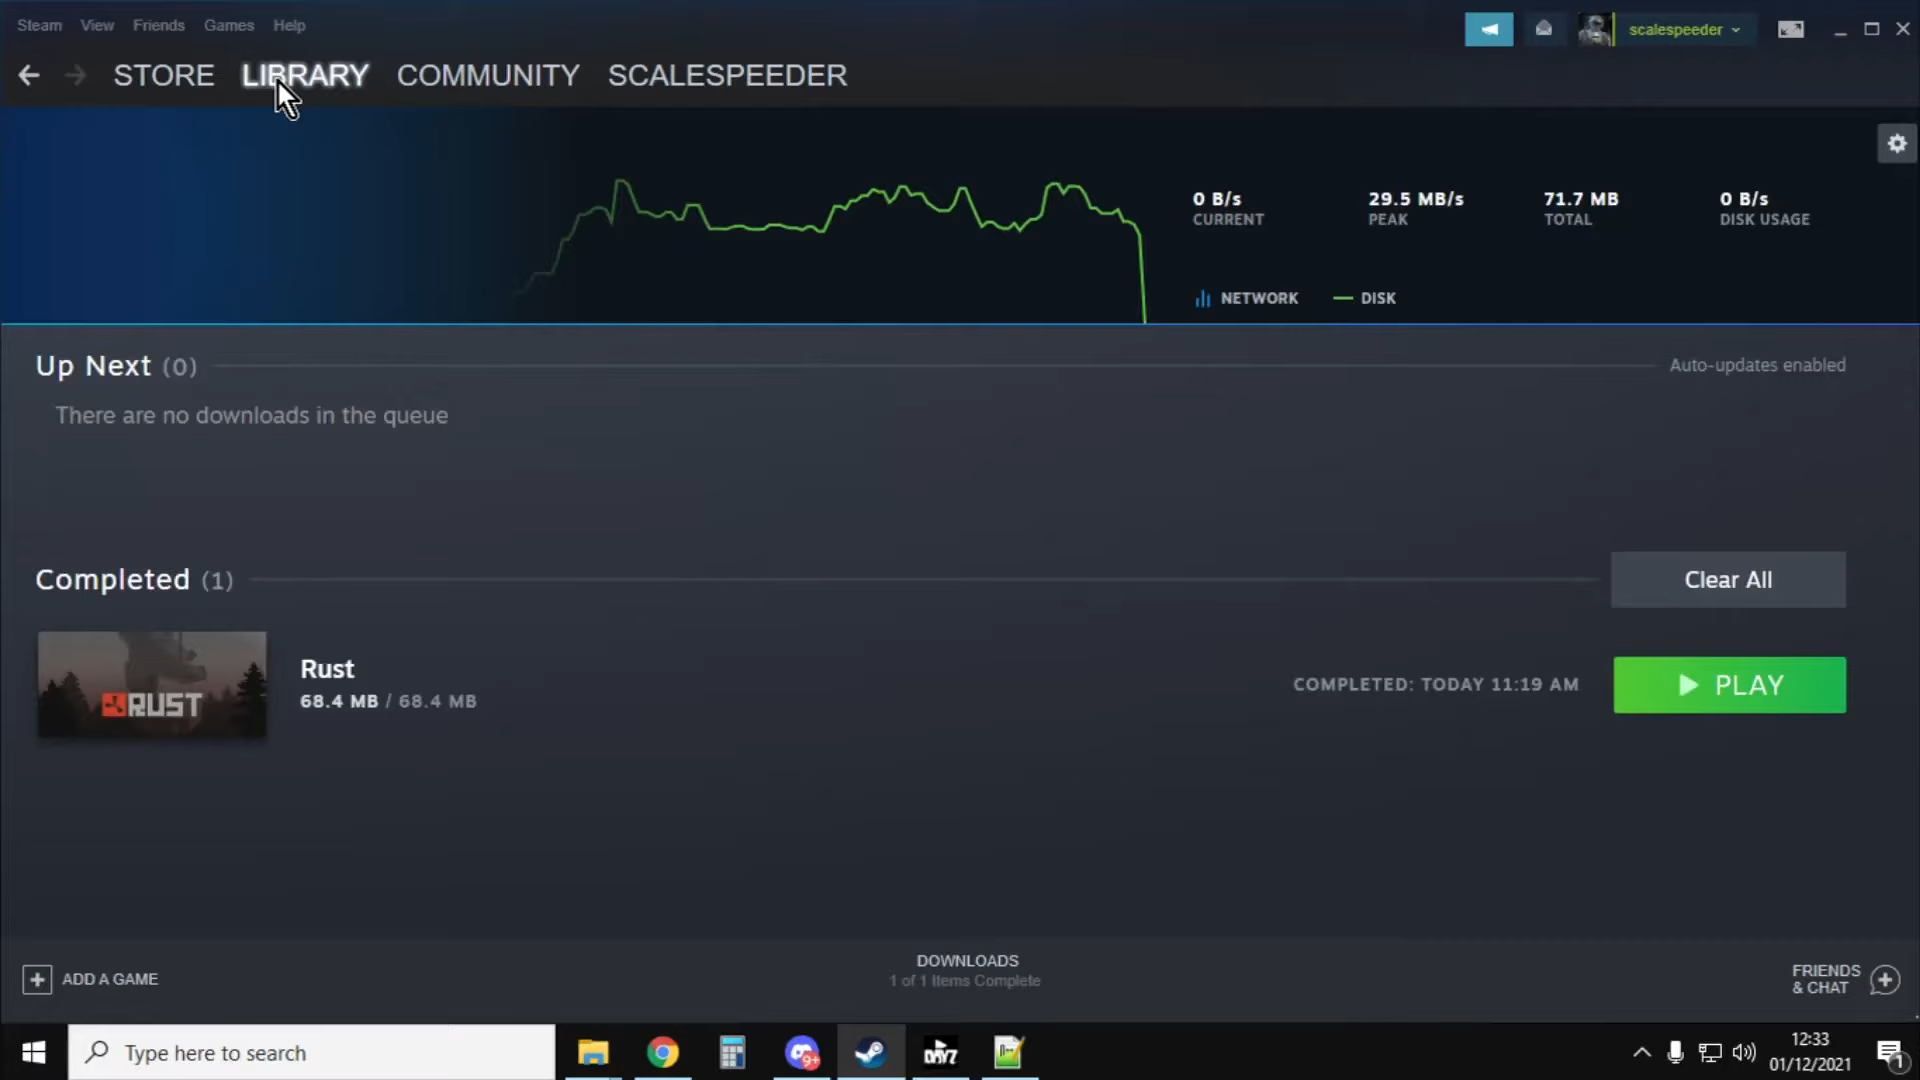 Steam View Friends Games Help
scalespeeder
STORE LIBRARY COMMUNITY SCALESPEEDER
0 B/s 29.5 MB/s 71.7 MB 0 B/s
CURRENT PEAK TOTAL DISK USAGE
NETWORK DISK
Up Next (0) Auto-updates enabled
There are no downloads in the queue
Completed (1) Clear All
RUST
Rust
68.4 MB / 68.4 MB
COMPLETED: TODAY 11:19 AM
PLAY
ADD A GAME
DOWNLOADS
1 of 1 Items Complete
FRIENDS
& CHAT
Type here to search
9+
12:33
01/12/2021
1